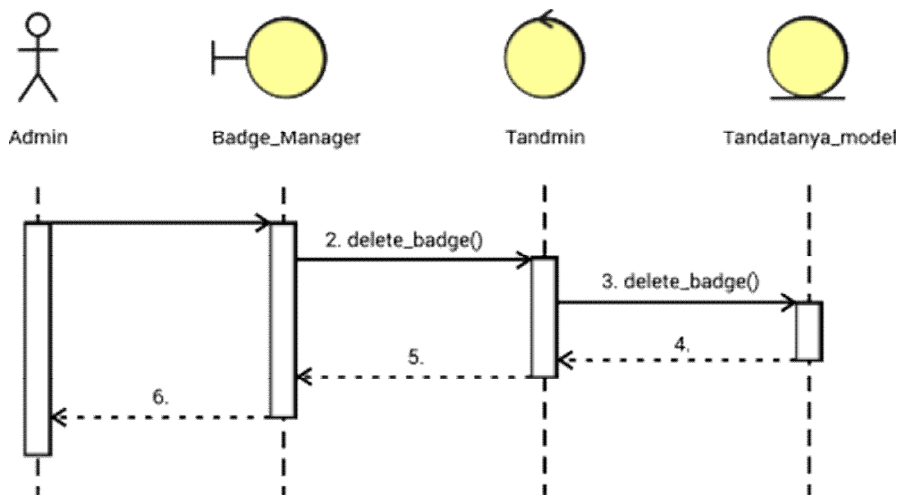 Admin
Badge_Manager
Tandmin
Tandatanya_model
2. delete_badge()
3. delete_badge()
4.
5.
6.